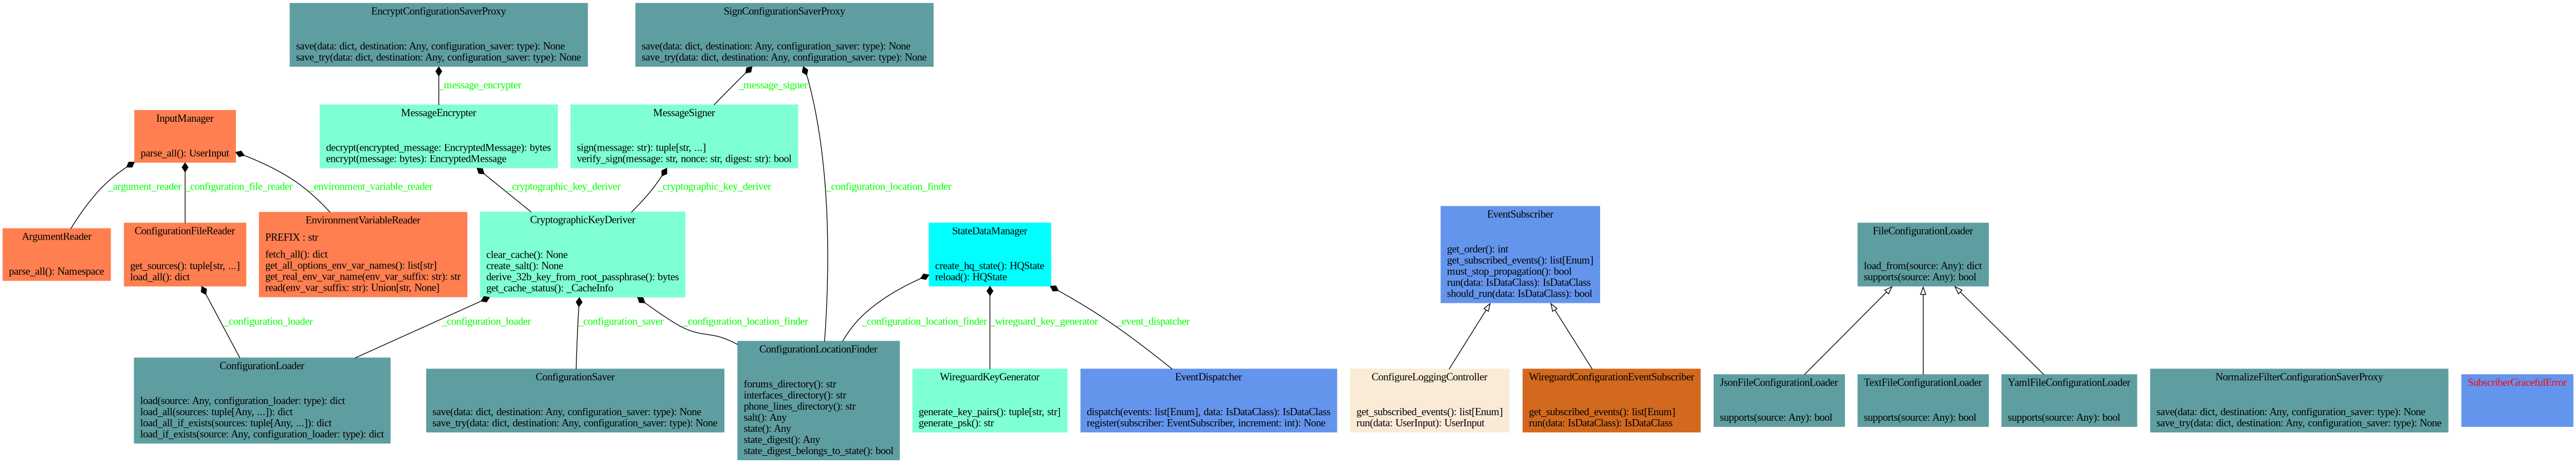 EncryptConfigurationSaverProxy
save(data: dict, destination: Any, configuration_saver: type): None
save_try(data: dict, destination: Any, configuration_saver: type): None
SignConfigurationSaverProxy
save(data: dict, destination: Any, configuration_saver: type): None
save_try(data: dict, destination: Any, configuration_saver: type): None
_message_encrypter
_message_signer
InputManager
parse_all(): UserInput
MessageEncrypter
decrypt(encrypted_message: EncryptedMessage): bytes
encrypt(message: bytes): EncryptedMessage
MessageSigner
sign(message: str): tuple[str, ...]
verify_sign(message: str, nonce: str, digest: str): bool
_argument_reader
_configuration_file_reader
_environment_variable_reader
_cryptographic_key_deriver
_cryptographic_key_deriver
_configuration_location_finder
ArgumentReader
parse_all(): Namespace
ConfigurationFileReader
get_sources(): tuple[str, ...]
load_all(): dict
EnvironmentVariableReader
PREFIX : str
fetch_all(): dict
get_all_options_env_var_names(): list[str]
get_real_env_var_name(env_var_suffix: str): str
read(env_var_suffix: str): Union[str, None]
CryptographicKeyDeriver
clear_cache(): None
create_salt(): None
derive_32b_key_from_root_passphrase(): bytes
get_cache_status(): _CacheInfo
StateDataManager
create_hq_state(): HQState
reload(): HQState
EventSubscriber
get_order(): int
get_subscribed_events(): list[Enum]
must_stop_propagation(): bool
run(data: IsDataClass): IsDataClass
should_run(data: IsDataClass): bool
FileConfigurationLoader
load_from(source: Any): dict
supports(source: Any): bool
_configuration_loader
_configuration_loader
_configuration_saver
_configuration_location_finder
_configuration_location_finder
_wireguard_key_generator
_event_dispatcher
ConfigurationLoader
load(source: Any, configuration_loader: type): dict
load_all(sources: tuple[Any, ...]): dict
load_all_if_exists(sources: tuple[Any, ...]): dict
load_if_exists(source: Any, configuration_loader: type): dict
ConfigurationSaver
save(data: dict, destination: Any, configuration_saver: type): None
save_try(data: dict, destination: Any, configuration_saver: type): None
ConfigurationLocationFinder
forums_directory(): str
interfaces_directory(): str
phone_lines_directory(): str
salt(): Any
state(): Any
state_digest(): Any
state_digest_belongs_to_state(): bool
WireguardKeyGenerator
generate_key_pairs(): tuple[str, str]
generate_psk(): str
EventDispatcher
dispatch(events: list[Enum], data: IsDataClass): IsDataClass
register(subscriber: EventSubscriber, increment: int): None
ConfigureLoggingController
get_subscribed_events(): list[Enum]
run(data: UserInput): UserInput
WireguardConfigurationEventSubscriber
get_subscribed_events(): list[Enum]
run(data: IsDataClass): IsDataClass
JsonFileConfigurationLoader
supports(source: Any): bool
TextFileConfigurationLoader
supports(source: Any): bool
YamlFileConfigurationLoader
supports(source: Any): bool
NormalizeFilterConfigurationSaverProxy
save(data: dict, destination: Any, configuration_saver: type): None
save_try(data: dict, destination: Any, configuration_saver: type): None
SubscriberGracefulError